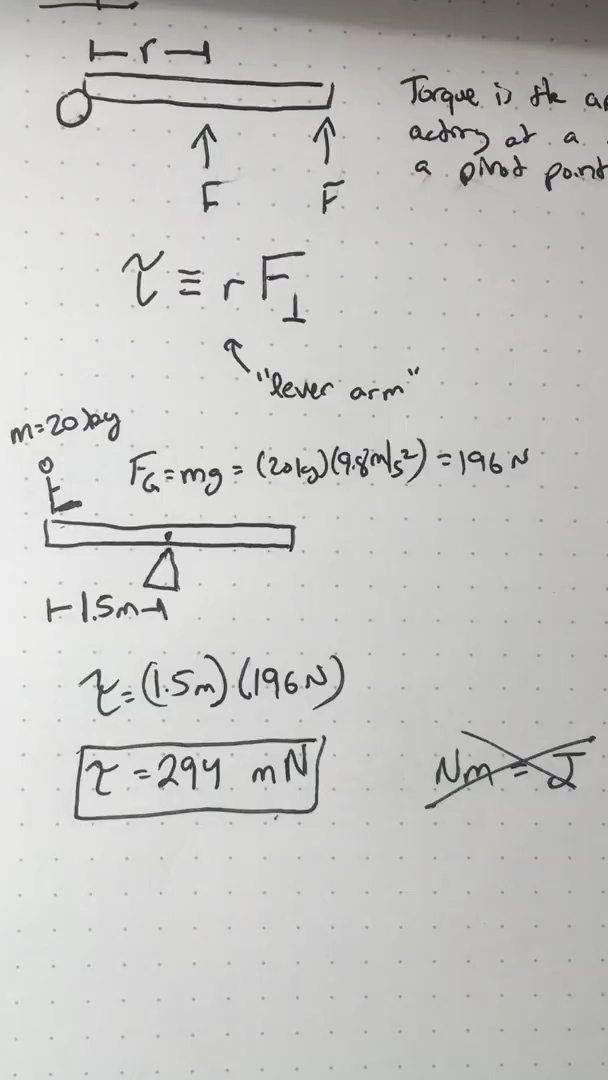 r
Torque is the
acting at a
a pivot point
F F
τ ≡ r F⊥
"lever arm"
m=20kg
F_G = mg = (20kg)(9.8m/s²) = 196 N
1.5m
τ = (1.5m)(196N)
τ = 294 mN
Nm = J